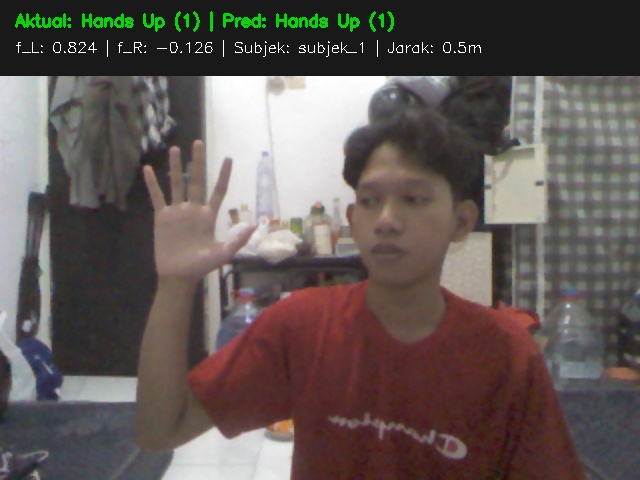 Aktual: Hands Up (1) | Pred: Hands Up (1)
f_L: 0.824 | f_R: -0.126 | Subjek: subjek_1 | Jarak: 0.5m
Champion